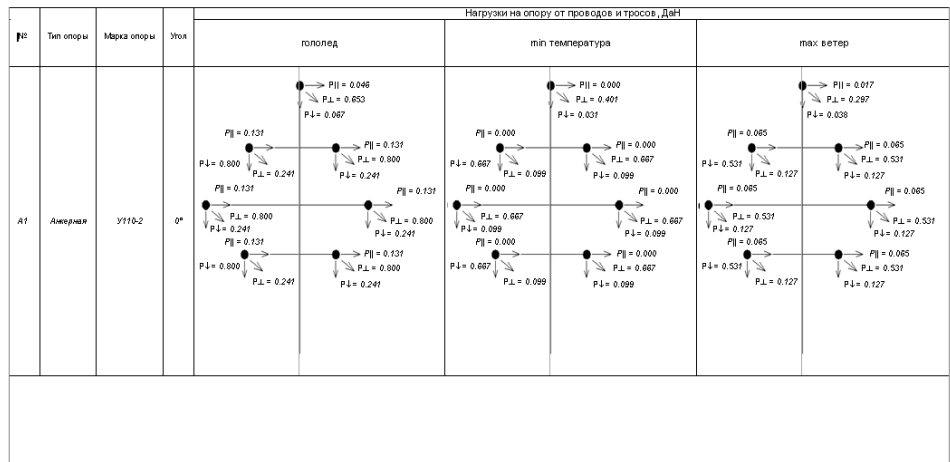 Нагрузки на опору от проводов и тросов, ДаН
№ Тип опоры Марка опоры Угол
гололед min температура max ветер
P|| = 0.046 P|| = 0.000 P|| = 0.017
P⊥ = 0.653 P⊥ = 0.401 P⊥ = 0.297
P↓= 0.067 P↓= 0.031 P↓= 0.038
P|| = 0.131 P|| = 0.000 P|| = 0.065
P|| = 0.131 P|| = 0.000 P|| = 0.065
P↓= 0.800 P⊥ = 0.800 P↓= 0.667 P⊥ = 0.667 P↓= 0.531 P⊥ = 0.531
P⊥ = 0.241 P↓= 0.241 P⊥ = 0.099 P↓= 0.099 P⊥ = 0.127 P↓= 0.127
P|| = 0.131 P|| = 0.131 P|| = 0.000 P|| = 0.000 P|| = 0.065 P|| = 0.065
А1 Анкерная У110-2 0°
P⊥ = 0.800 P⊥ = 0.800 P⊥ = 0.667 P⊥ = 0.667 P⊥ = 0.531 P⊥ = 0.531
P↓= 0.241 P↓= 0.241 P↓= 0.099 P↓= 0.099 P↓= 0.127 P↓= 0.127
P|| = 0.131 P|| = 0.000 P|| = 0.065
P|| = 0.131 P|| = 0.000 P|| = 0.065
P↓= 0.800 P⊥ = 0.800 P↓= 0.667 P⊥ = 0.667 P↓= 0.531 P⊥ = 0.531
P⊥ = 0.241 P↓= 0.241 P⊥ = 0.099 P↓= 0.099 P⊥ = 0.127 P↓= 0.127